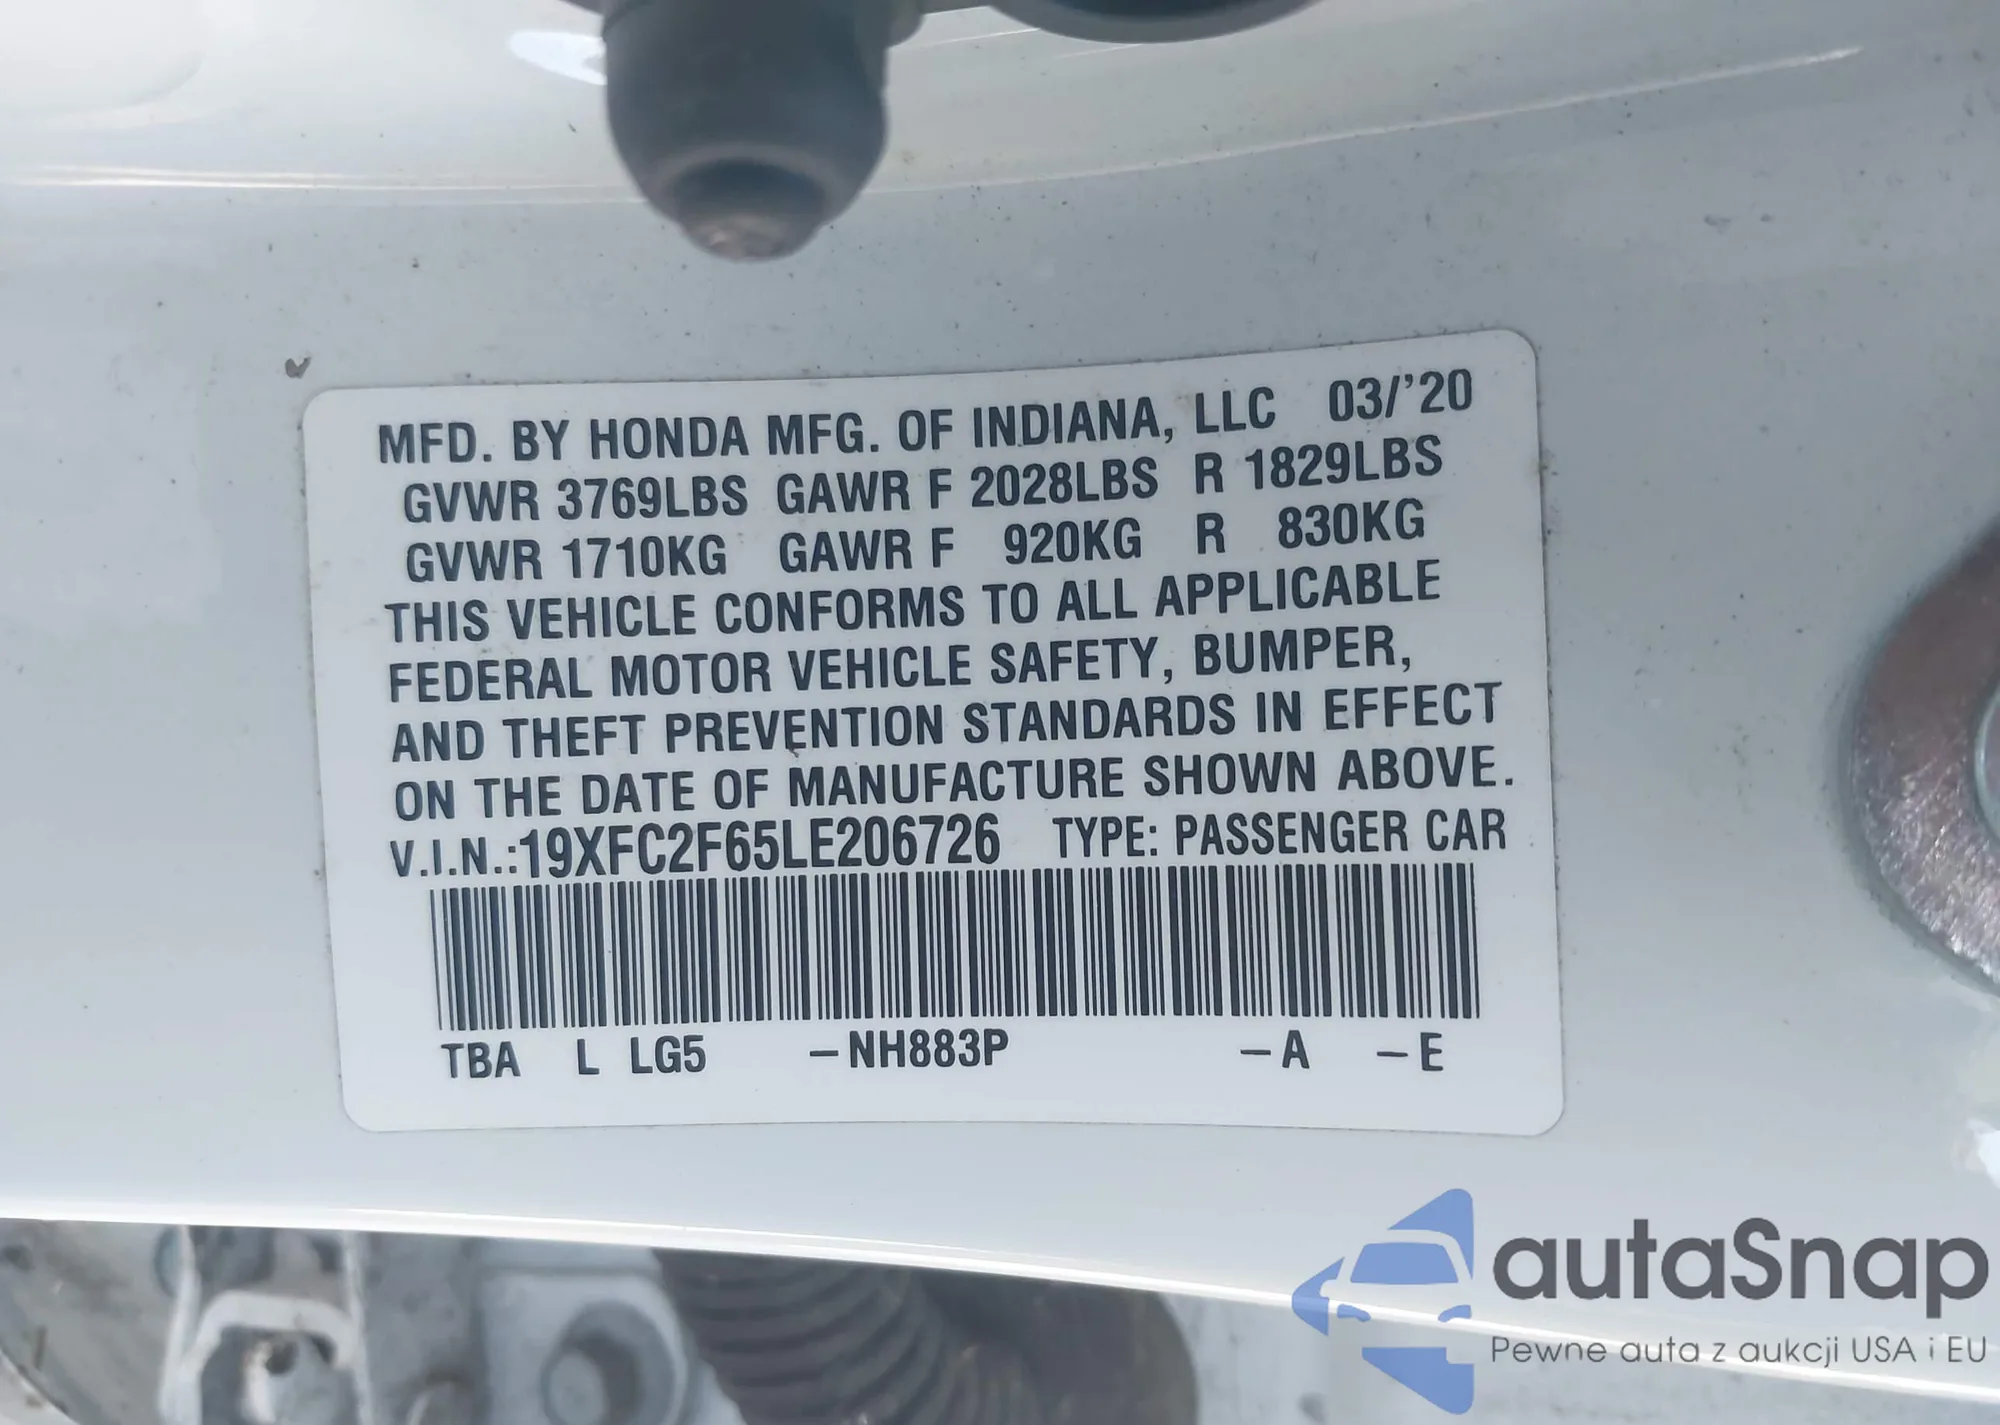 MFD. BY HONDA MFG. OF INDIANA, LLC 03/'20
GVWR 3769LBS GAWR F 2028LBS R 1829LBS
GVWR 1710KG GAWR F 920KG R 830KG
THIS VEHICLE CONFORMS TO ALL APPLICABLE
FEDERAL MOTOR VEHICLE SAFETY, BUMPER,
AND THEFT PREVENTION STANDARDS IN EFFECT
ON THE DATE OF MANUFACTURE SHOWN ABOVE.
V.I.N.:19XFC2F65LE206726 TYPE: PASSENGER CAR
TBA L LG5 –NH883P –A –E
autaSnap
Pewne auta z aukcji USA i EU